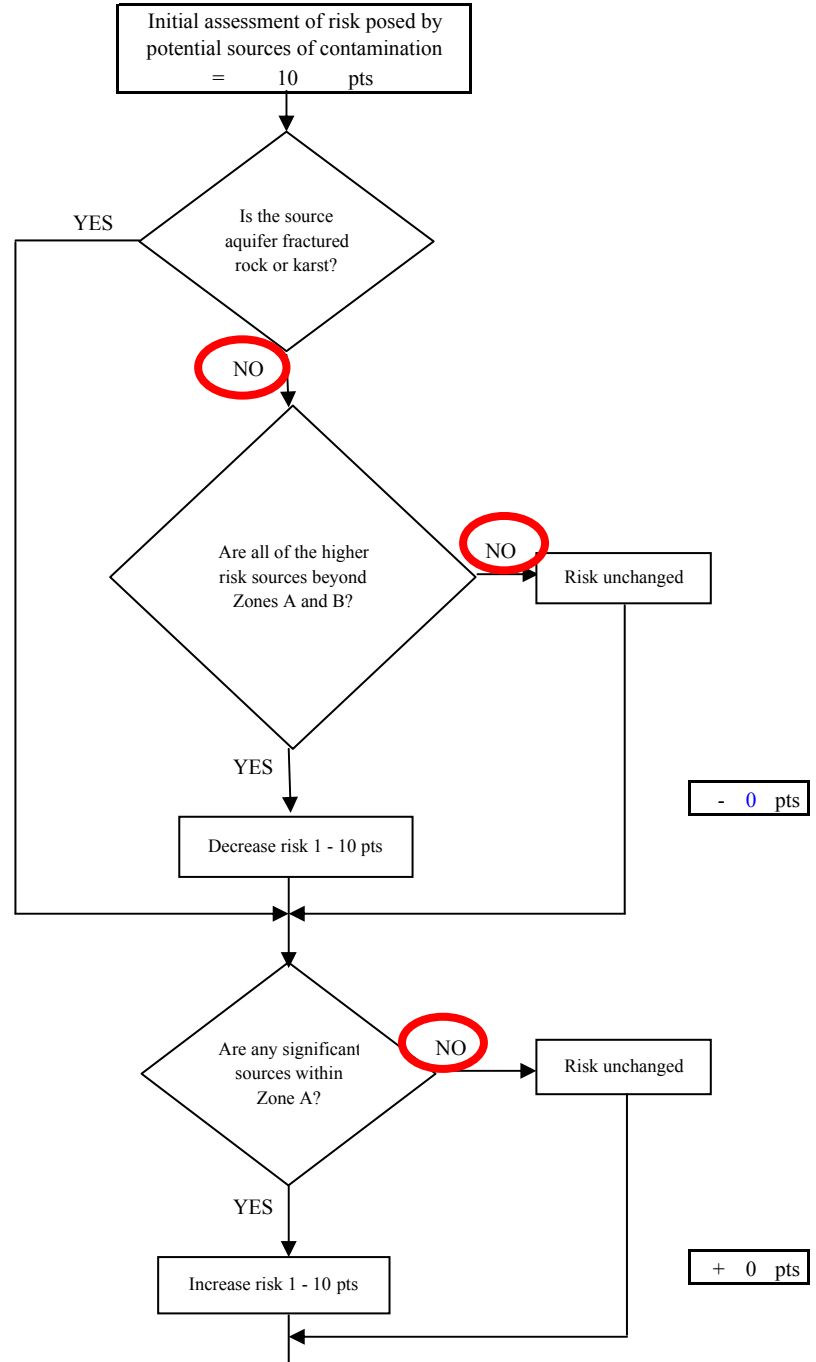 Initial assessment of risk posed by
potential sources of contamination
= 10 pts
YES
Is the source
aquifer fractured
rock or karst?
NO
Are all of the higher
risk sources beyond
Zones A and B?
NO
Risk unchanged
YES
- 0 pts
Decrease risk 1 - 10 pts
Are any significant
sources within
Zone A?
NO
Risk unchanged
YES
+ 0 pts
Increase risk 1 - 10 pts